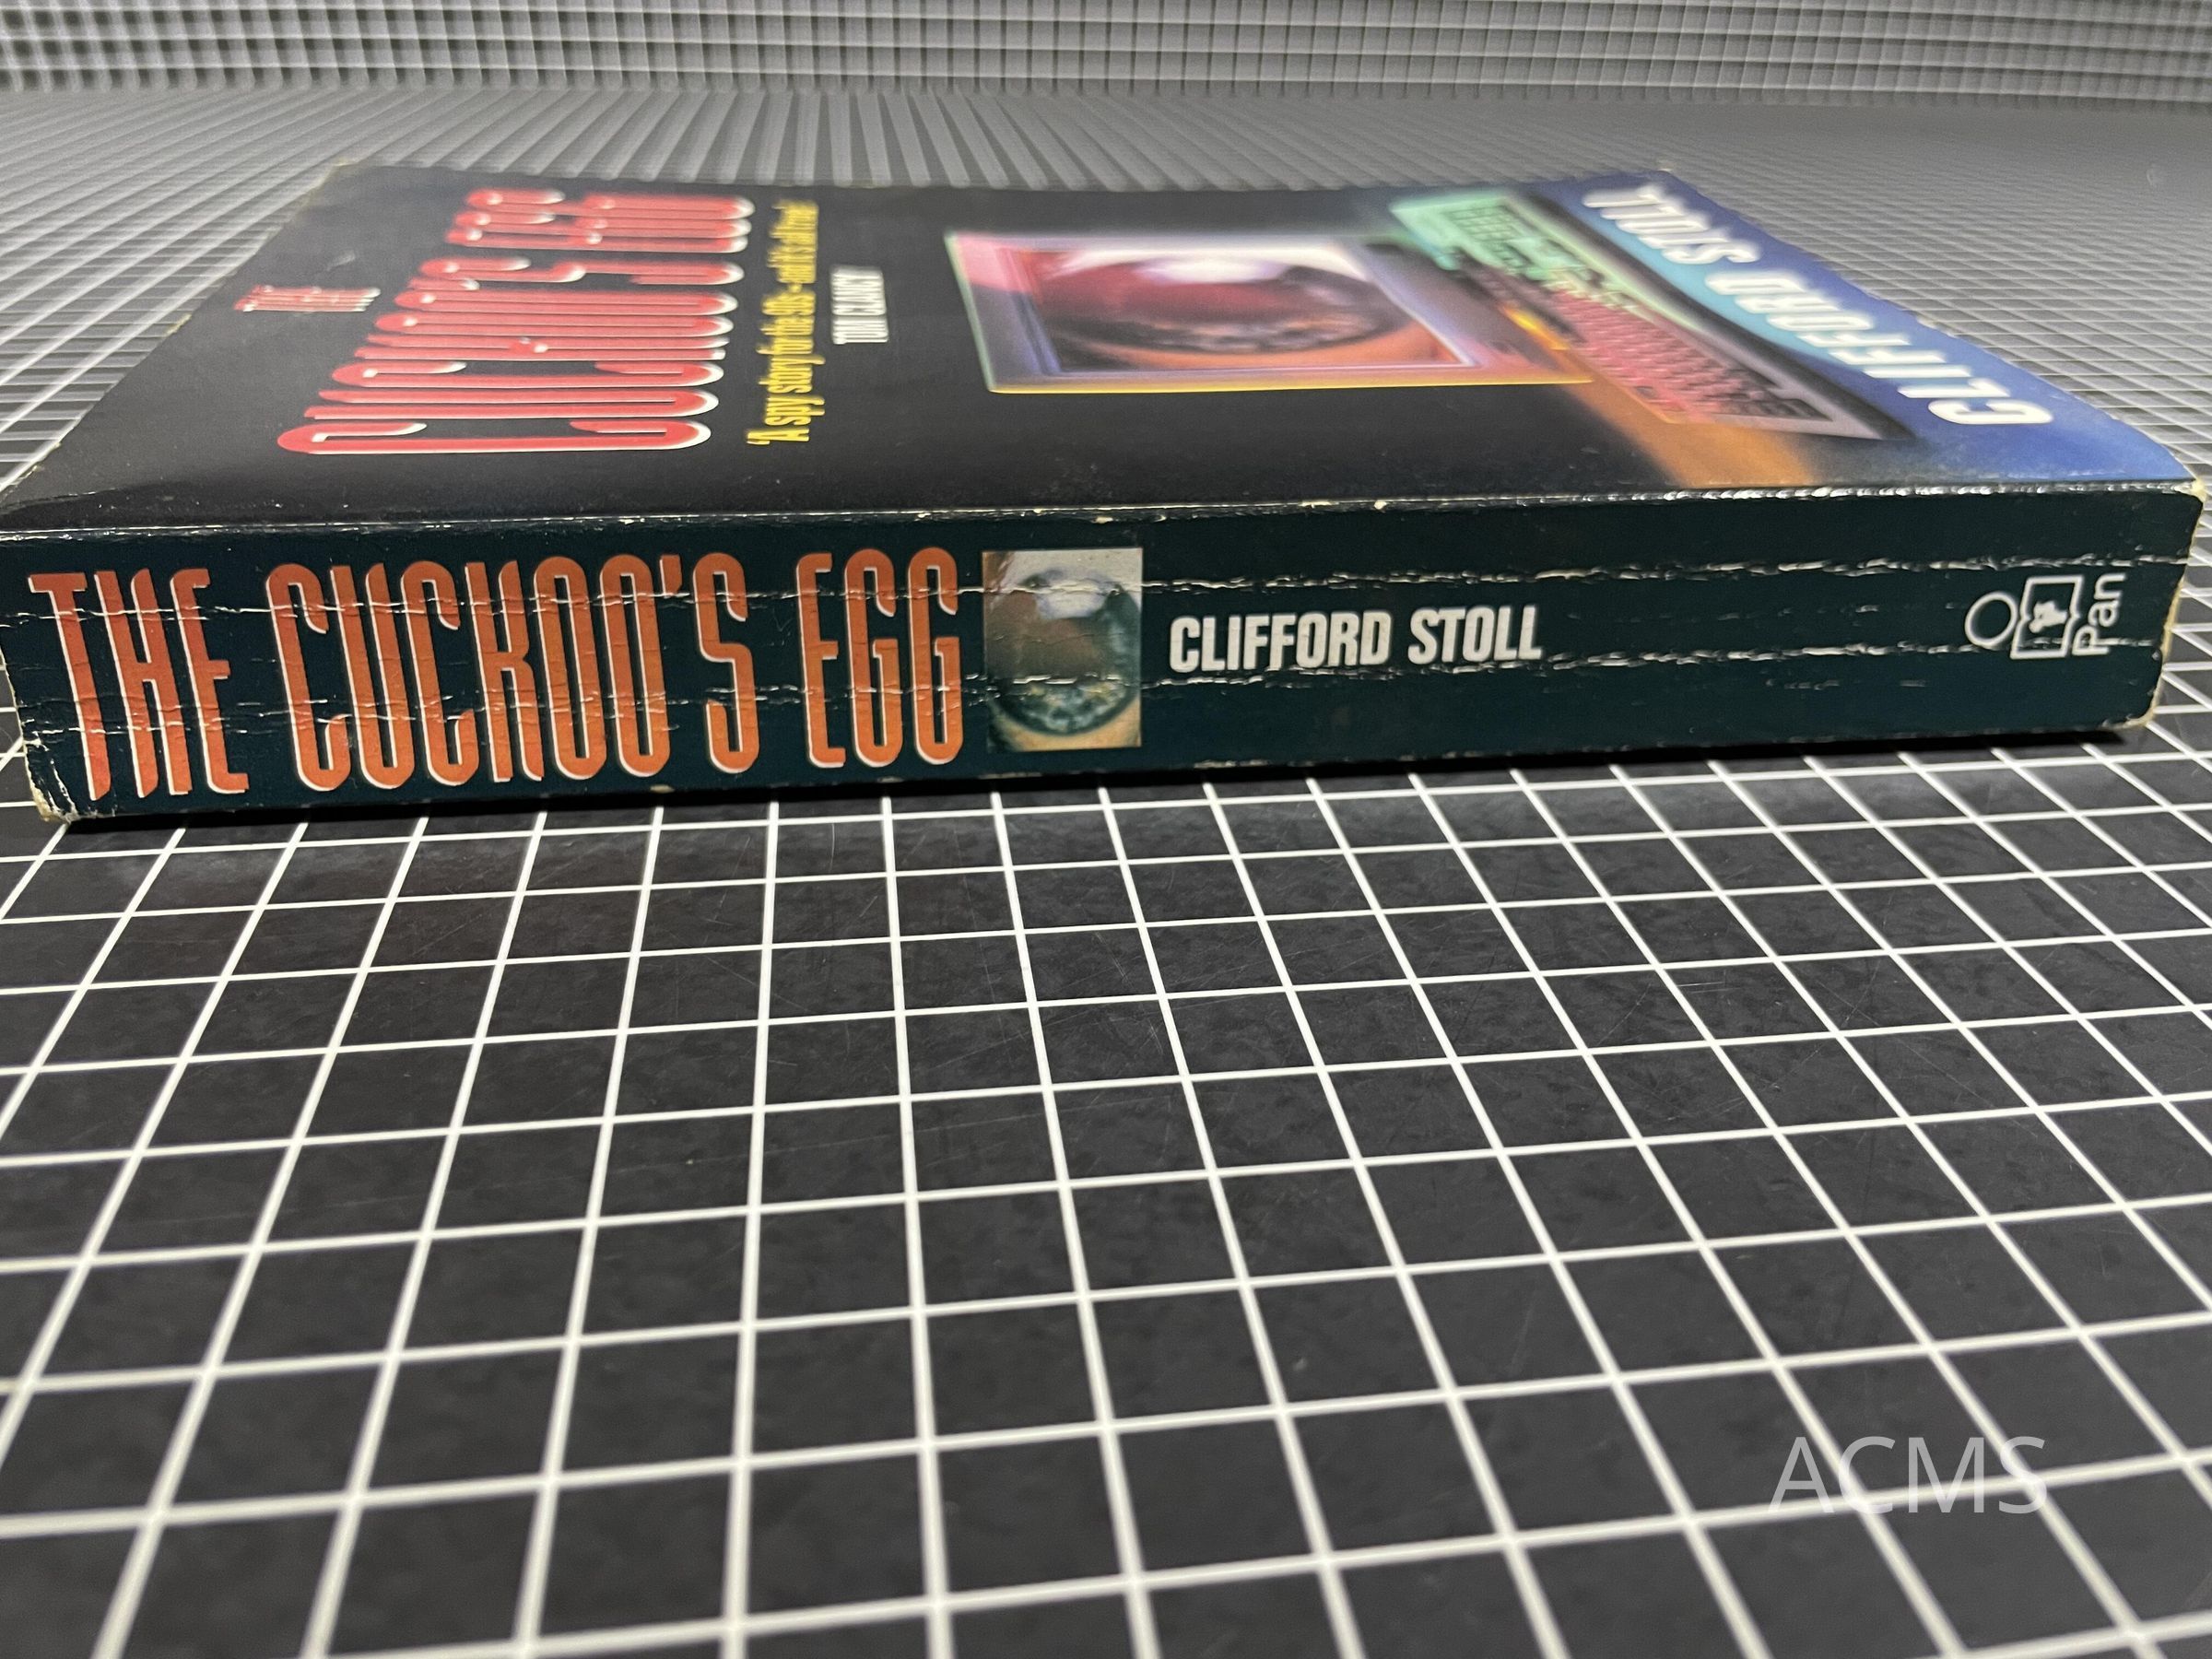 THE
CUCKOO'S EGG
'A spy story for the 90s – and it's all true'
TOM CLANCY
CLIFFORD STOLL
THE CUCKOO'S EGG
CLIFFORD STOLL
Pan
ACMS